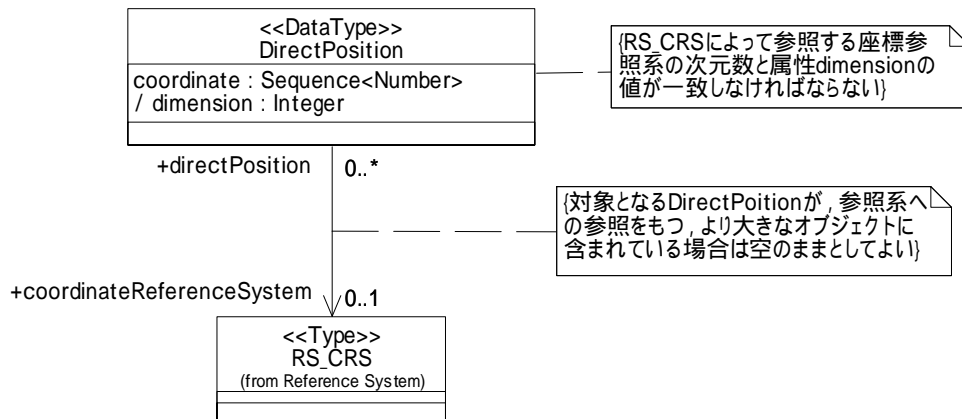 <<DataType>>
DirectPosition
coordinate : Sequence<Number>
/ dimension : Integer
{RS_CRSによって参照する座標参
照系の次元数と属性dimensionの
値が一致しなければならない}
+directPosition
0..*
{対象となるDirectPoitionが，参照系へ
の参照をもつ，より大きなオブジェクトに
含まれている場合は空のままとしてよい}
+coordinateReferenceSystem
0..1
<<Type>>
RS_CRS
(from Reference System)